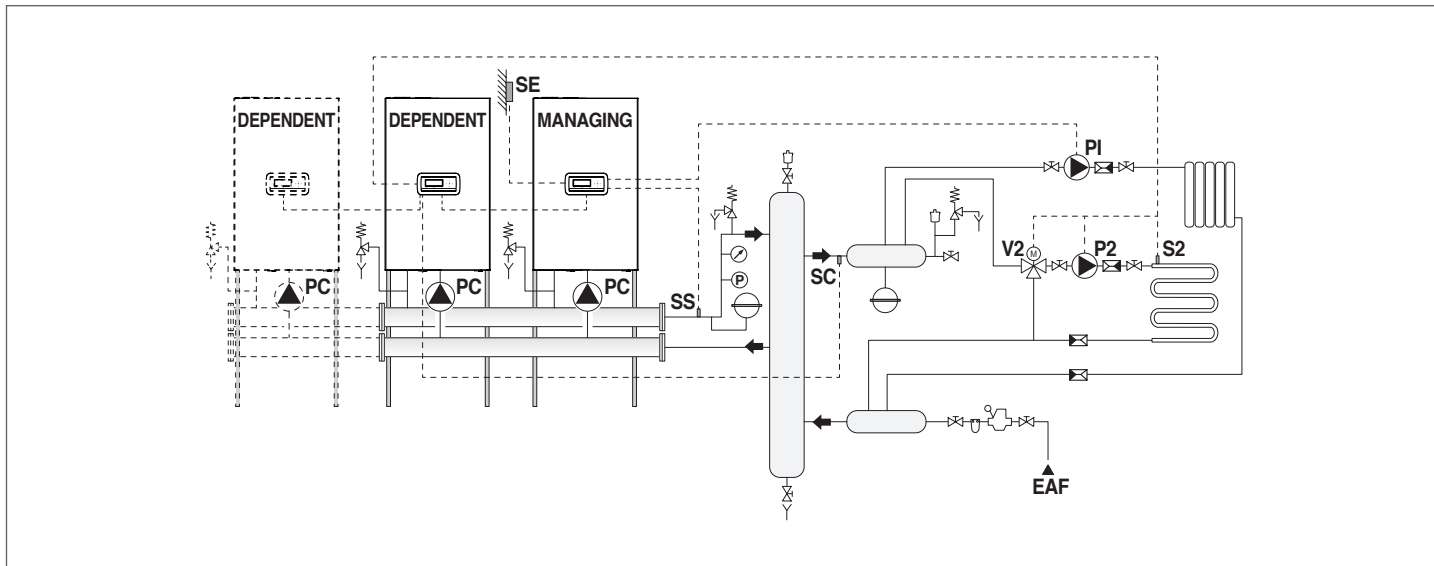 SE
DEPENDENT
DEPENDENT
MANAGING
PI
V2
M
P2
S2
SC
SS
P
PC
PC
PC
EAF